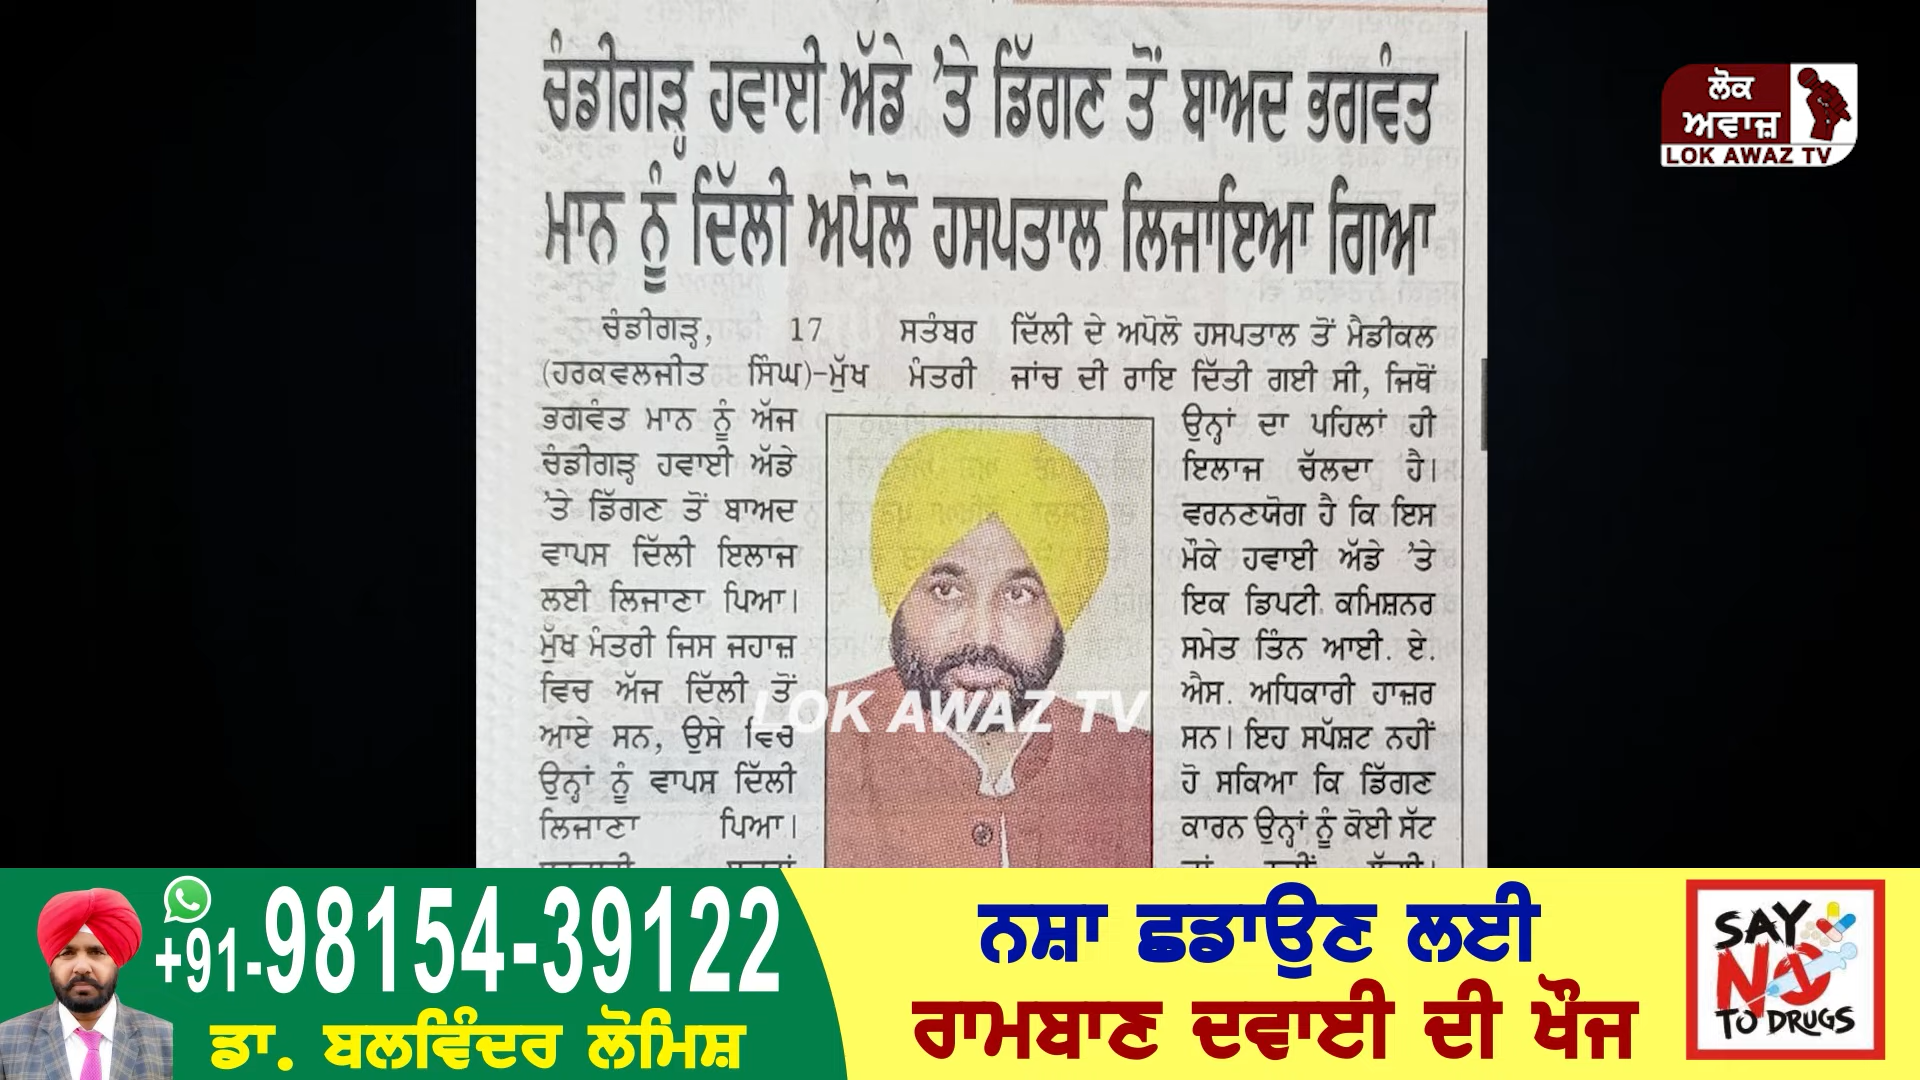 ਚੰਡੀਗੜ੍ਹ ਹਵਾਈ ਅੱਡੇ 'ਤੇ ਡਿੱਗਣ ਤੋਂ ਬਾਅਦ ਭਗਵੰਤ
ਮਾਨ ਨੂੰ ਦਿੱਲੀ ਅਪੋਲੋ ਹਸਪਤਾਲ ਲਿਜਾਇਆ ਗਿਆ
ਚੰਡੀਗੜ੍ਹ, 17 ਸਤੰਬਰ
(ਹਰਕਵਲਜੀਤ ਸਿੰਘ)-ਮੁੱਖ ਮੰਤਰੀ
ਭਗਵੰਤ ਮਾਨ ਨੂੰ ਅੱਜ
ਚੰਡੀਗੜ੍ਹ ਹਵਾਈ ਅੱਡੇ
'ਤੇ ਡਿੱਗਣ ਤੋਂ ਬਾਅਦ
ਵਾਪਸ ਦਿੱਲੀ ਇਲਾਜ
ਲਈ ਲਿਜਾਣਾ ਪਿਆ।
ਮੁੱਖ ਮੰਤਰੀ ਜਿਸ ਜਹਾਜ਼
ਵਿਚ ਅੱਜ ਦਿੱਲੀ ਤੋਂ
ਆਏ ਸਨ, ਉਸੇ ਵਿਚ
ਉਨ੍ਹਾਂ ਨੂੰ ਵਾਪਸ ਦਿੱਲੀ
ਲਿਜਾਣਾ ਪਿਆ।
ਦਿੱਲੀ ਦੇ ਅਪੋਲੋ ਹਸਪਤਾਲ ਤੋਂ ਮੈਡੀਕਲ
ਜਾਂਚ ਦੀ ਰਾਇ ਦਿੱਤੀ ਗਈ ਸੀ, ਜਿਥੋਂ
ਉਨ੍ਹਾਂ ਦਾ ਪਹਿਲਾਂ ਹੀ
ਇਲਾਜ ਚੱਲਦਾ ਹੈ।
ਵਰਨਣਯੋਗ ਹੈ ਕਿ ਇਸ
ਮੌਕੇ ਹਵਾਈ ਅੱਡੇ 'ਤੇ
ਇਕ ਡਿਪਟੀ ਕਮਿਸ਼ਨਰ
ਸਮੇਤ ਤਿੰਨ ਆਈ. ਏ.
ਐਸ. ਅਧਿਕਾਰੀ ਹਾਜ਼ਰ
ਸਨ। ਇਹ ਸਪੱਸ਼ਟ ਨਹੀਂ
ਹੋ ਸਕਿਆ ਕਿ ਡਿੱਗਣ
ਕਾਰਨ ਉਨ੍ਹਾਂ ਨੂੰ ਕੋਈ ਸੱਟ
LOK AWAZ TV
ਲੋਕ
ਅਵਾਜ਼
LOK AWAZ TV
+91-98154-39122
ਡਾ. ਬਲਵਿੰਦਰ ਲੋਮਿਸ਼
ਨਸ਼ਾ ਛਡਾਉਣ ਲਈ
ਰਾਮਬਾਣ ਦਵਾਈ ਦੀ ਖੌਜ
SAY
NO
TO DRUGS